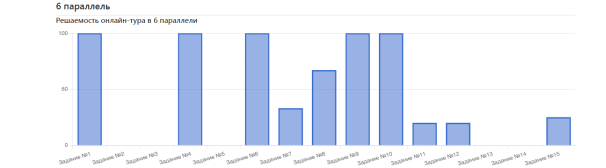 6 параллель
Решаемость онлайн-тура в 6 параллели
100
50
0
Задание №1
Задание №2
Задание №3
Задание №4
Задание №5
Задание №6
Задание №7
Задание №8
Задание №9
Задание №10
Задание №11
Задание №12
Задание №13
Задание №14
Задание №15